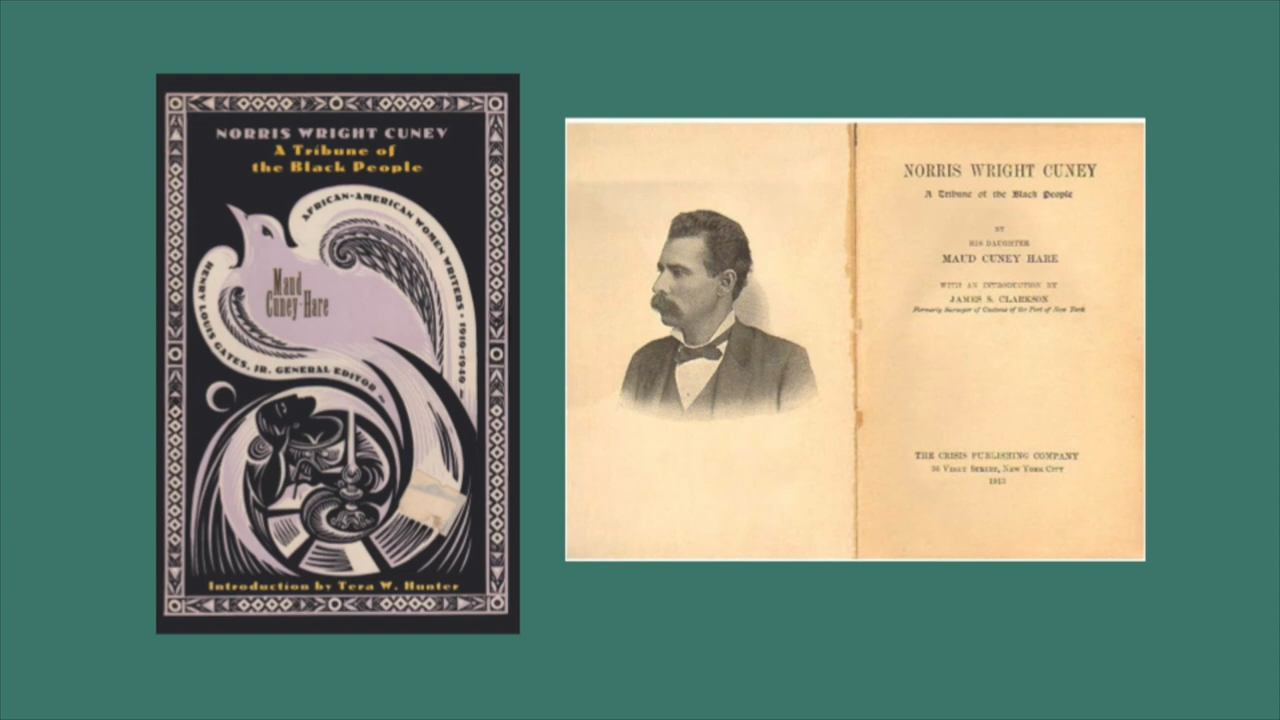 NORRIS WRIGHT CUNEY
A Tribune of
the Black People
AFRICAN-AMERICAN WOMEN WRITERS • 1910-1940
HENRY LOUIS GATES, JR. GENERAL EDITOR
Maud
Cuney-Hare
Introduction by Tera W. Hunter
NORRIS WRIGHT CUNEY
A Tribune of the Black People
BY
HIS DAUGHTER
MAUD CUNEY HARE
WITH AN INTRODUCTION BY
JAMES S. CLARKSON
Formerly Surveyor of Customs of the Port of New York
THE CRISIS PUBLISHING COMPANY
26 VESEY STREET, NEW YORK CITY
1913